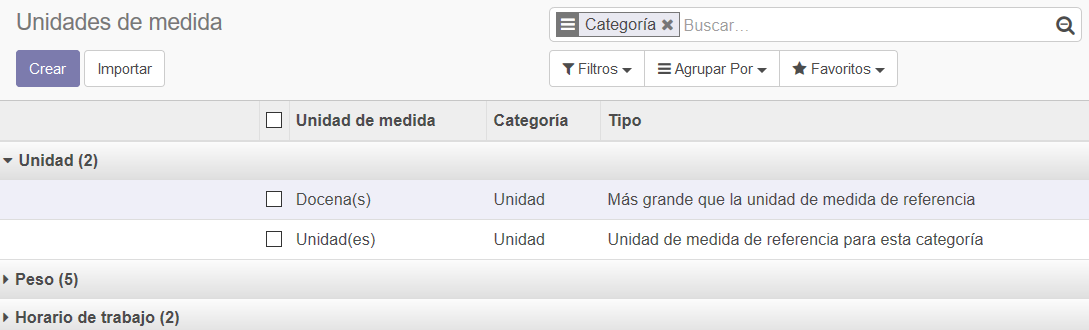 Unidades de medida
Categoría Buscar...
Crear Importar
Filtros Agrupar Por Favoritos
Unidad de medida Categoría Tipo
Unidad (2)
Docena(s) Unidad Más grande que la unidad de medida de referencia
Unidad(es) Unidad Unidad de medida de referencia para esta categoría
Peso (5)
Horario de trabajo (2)